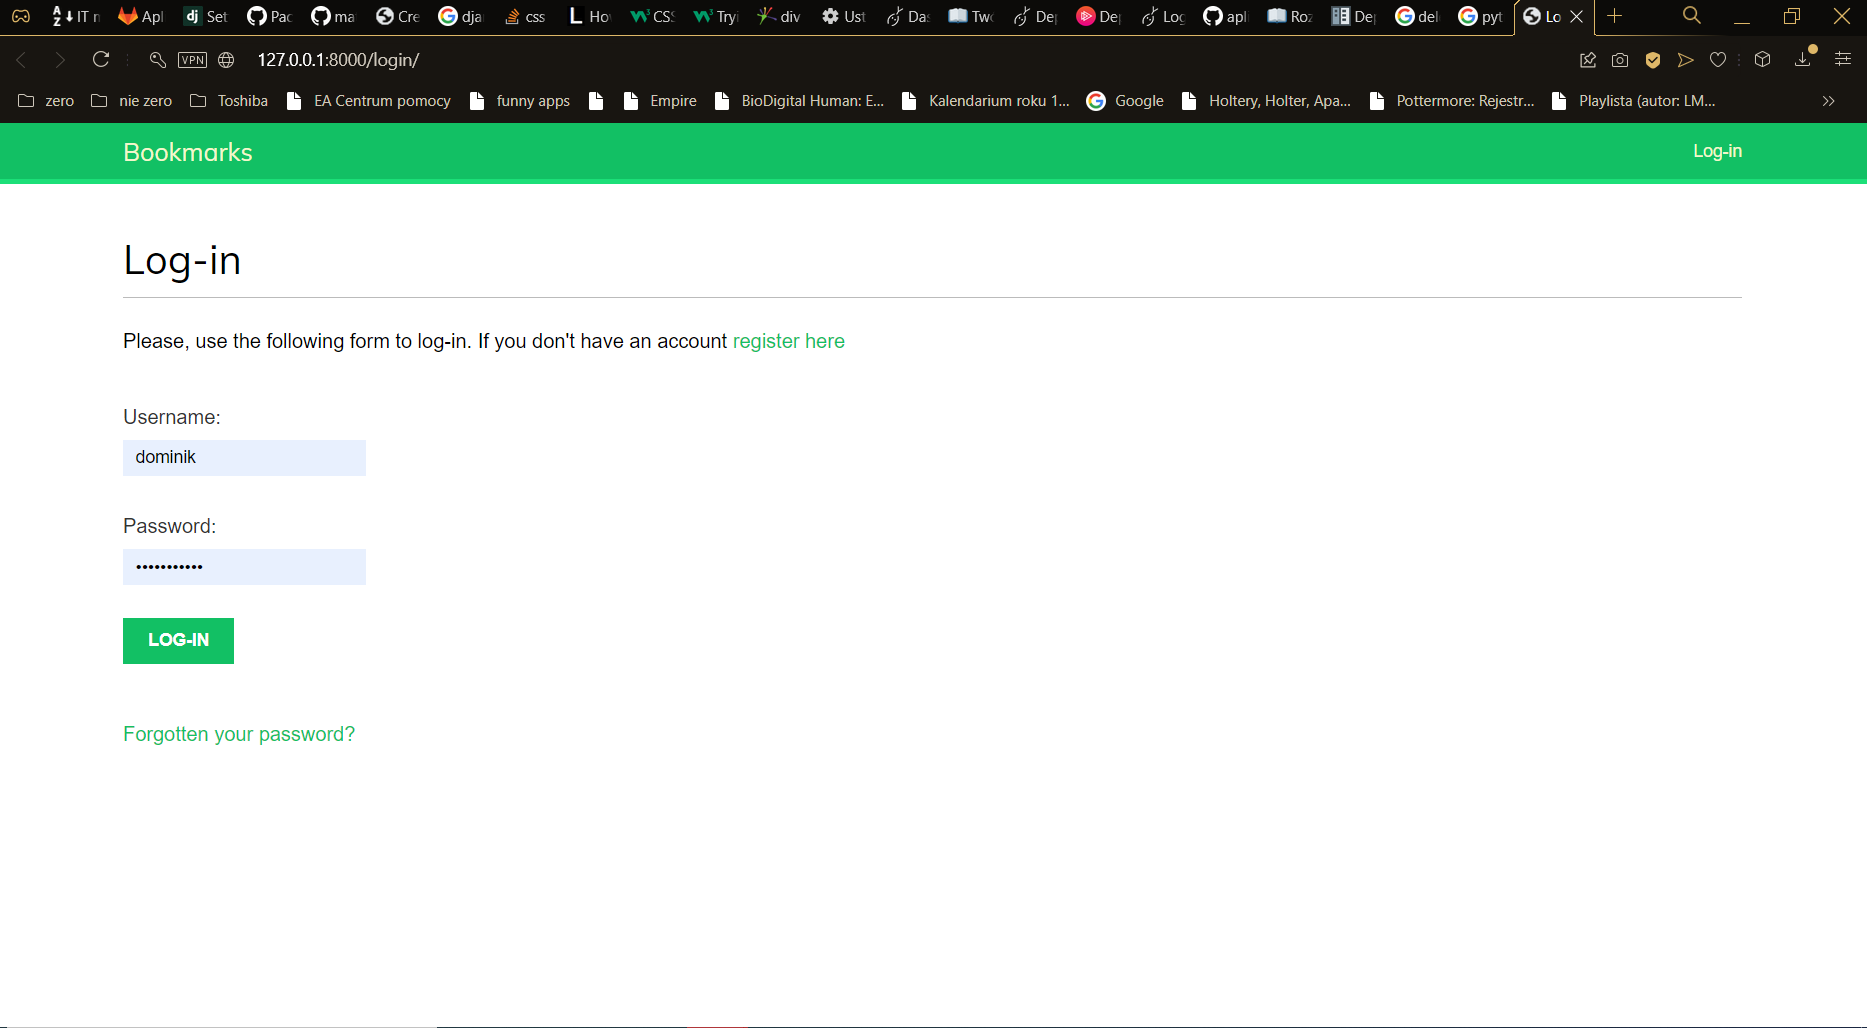 IT n Apl dj Set Pac ma Cre dja css L Ho CSS Tryi div Ust Das Two Dep Dep Log apli Roz Dep del pyt Lo
VPN 127.0.0.1:8000/login/
zero nie zero Toshiba EA Centrum pomocy funny apps Empire BioDigital Human: E... Kalendarium roku 1... Google Holtery, Holter, Apa... Pottermore: Rejestr... Playlista (autor: LM...
Bookmarks Log-in
Log-in
Please, use the following form to log-in. If you don't have an account register here
Username:
dominik
Password:
•••••••••••
LOG-IN
Forgotten your password?